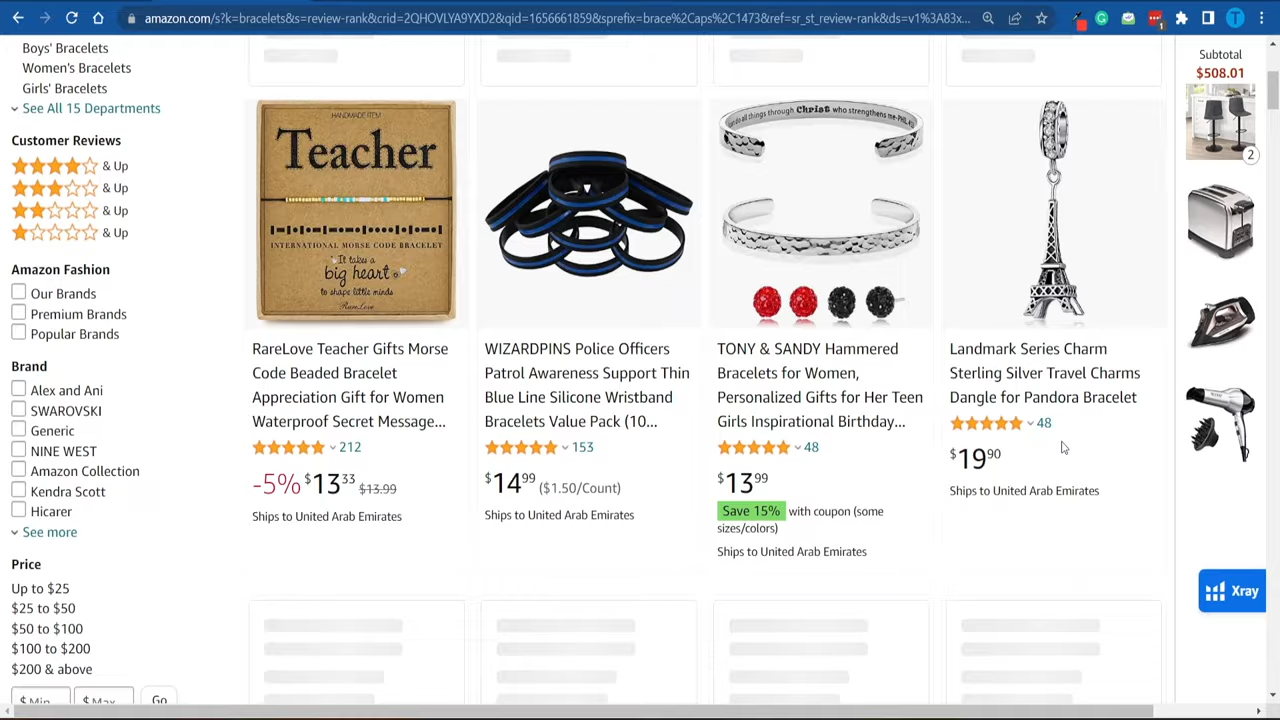 amazon.com/s?k=bracelets&s=review-rank&crid=2QHOVLYA9YXD2&qid=1656661859&sprefix=brace%2Caps%2C1473&ref=sr_st_review-rank&ds=v1%3A83x...
T
1
Boys' Bracelets
Women's Bracelets
Girls' Bracelets
See All 15 Departments
Customer Reviews
& Up
& Up
& Up
& Up
Amazon Fashion
Our Brands
Premium Brands
Popular Brands
Brand
Alex and Ani
SWAROVSKI
Generic
NINE WEST
Amazon Collection
Kendra Scott
Hicarer
See more
Price
Up to $25
$25 to $50
$50 to $100
$100 to $200
$200 & above
$ Min
$ Max
Go
HANDMADE ITEM
Teacher
INTERNATIONAL MORSE CODE BRACELET
It takes a
big heart
to shape little minds
RareLove
RareLove Teacher Gifts Morse
Code Beaded Bracelet
Appreciation Gift for Women
Waterproof Secret Message...
212
-5% $13 33 $13.99
Ships to United Arab Emirates
WIZARDPINS Police Officers
Patrol Awareness Support Thin
Blue Line Silicone Wristband
Bracelets Value Pack (10...
153
$14 99 ($1.50/Count)
Ships to United Arab Emirates
do all things through Christ who strengthens me-PHIL
TONY & SANDY Hammered
Bracelets for Women,
Personalized Gifts for Her Teen
Girls Inspirational Birthday...
48
$13 99
Save 15% with coupon (some
sizes/colors)
Ships to United Arab Emirates
Landmark Series Charm
Sterling Silver Travel Charms
Dangle for Pandora Bracelet
48
$19 90
Ships to United Arab Emirates
Subtotal
$508.01
2
Xray